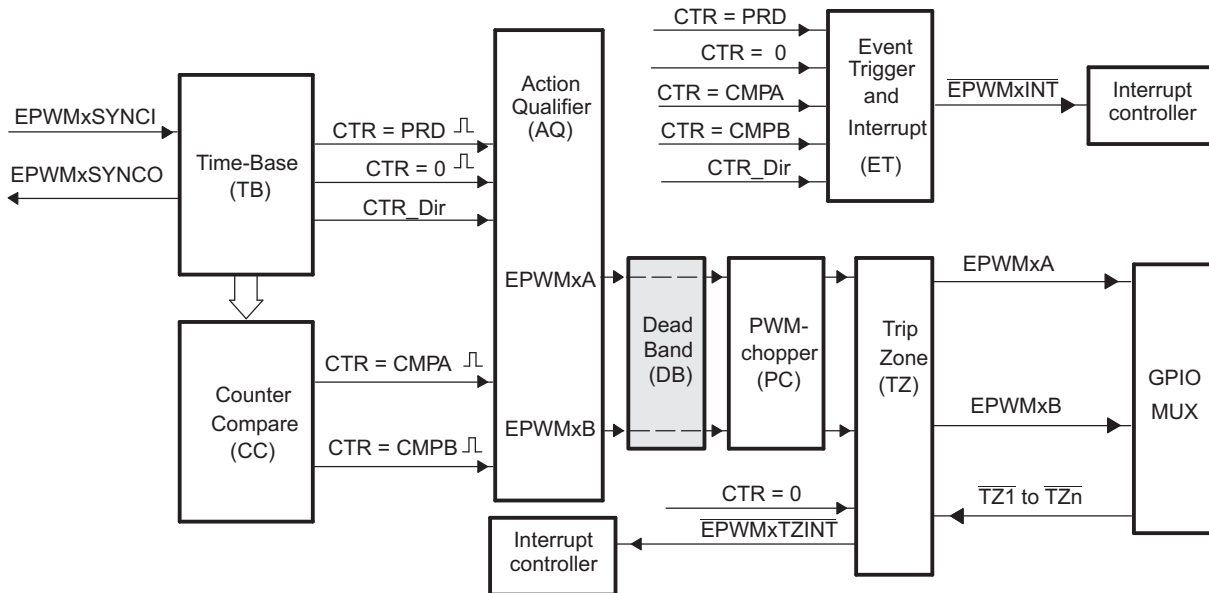 EPWMxSYNCI
EPWMxSYNCO
Time-Base
(TB)
CTR = PRD
CTR = 0
CTR_Dir
Counter
Compare
(CC)
CTR = CMPA
CTR = CMPB
Action
Qualifier
(AQ)
EPWMxA
EPWMxB
CTR = PRD
CTR = 0
CTR = CMPA
CTR = CMPB
CTR_Dir
Event
Trigger
and
Interrupt
(ET)
EPWMxINT
Interrupt
controller
Dead
Band
(DB)
PWM-
chopper
(PC)
Trip
Zone
(TZ)
EPWMxA
EPWMxB
TZ1 to TZn
GPIO
MUX
CTR = 0
EPWMxTZINT
Interrupt
controller